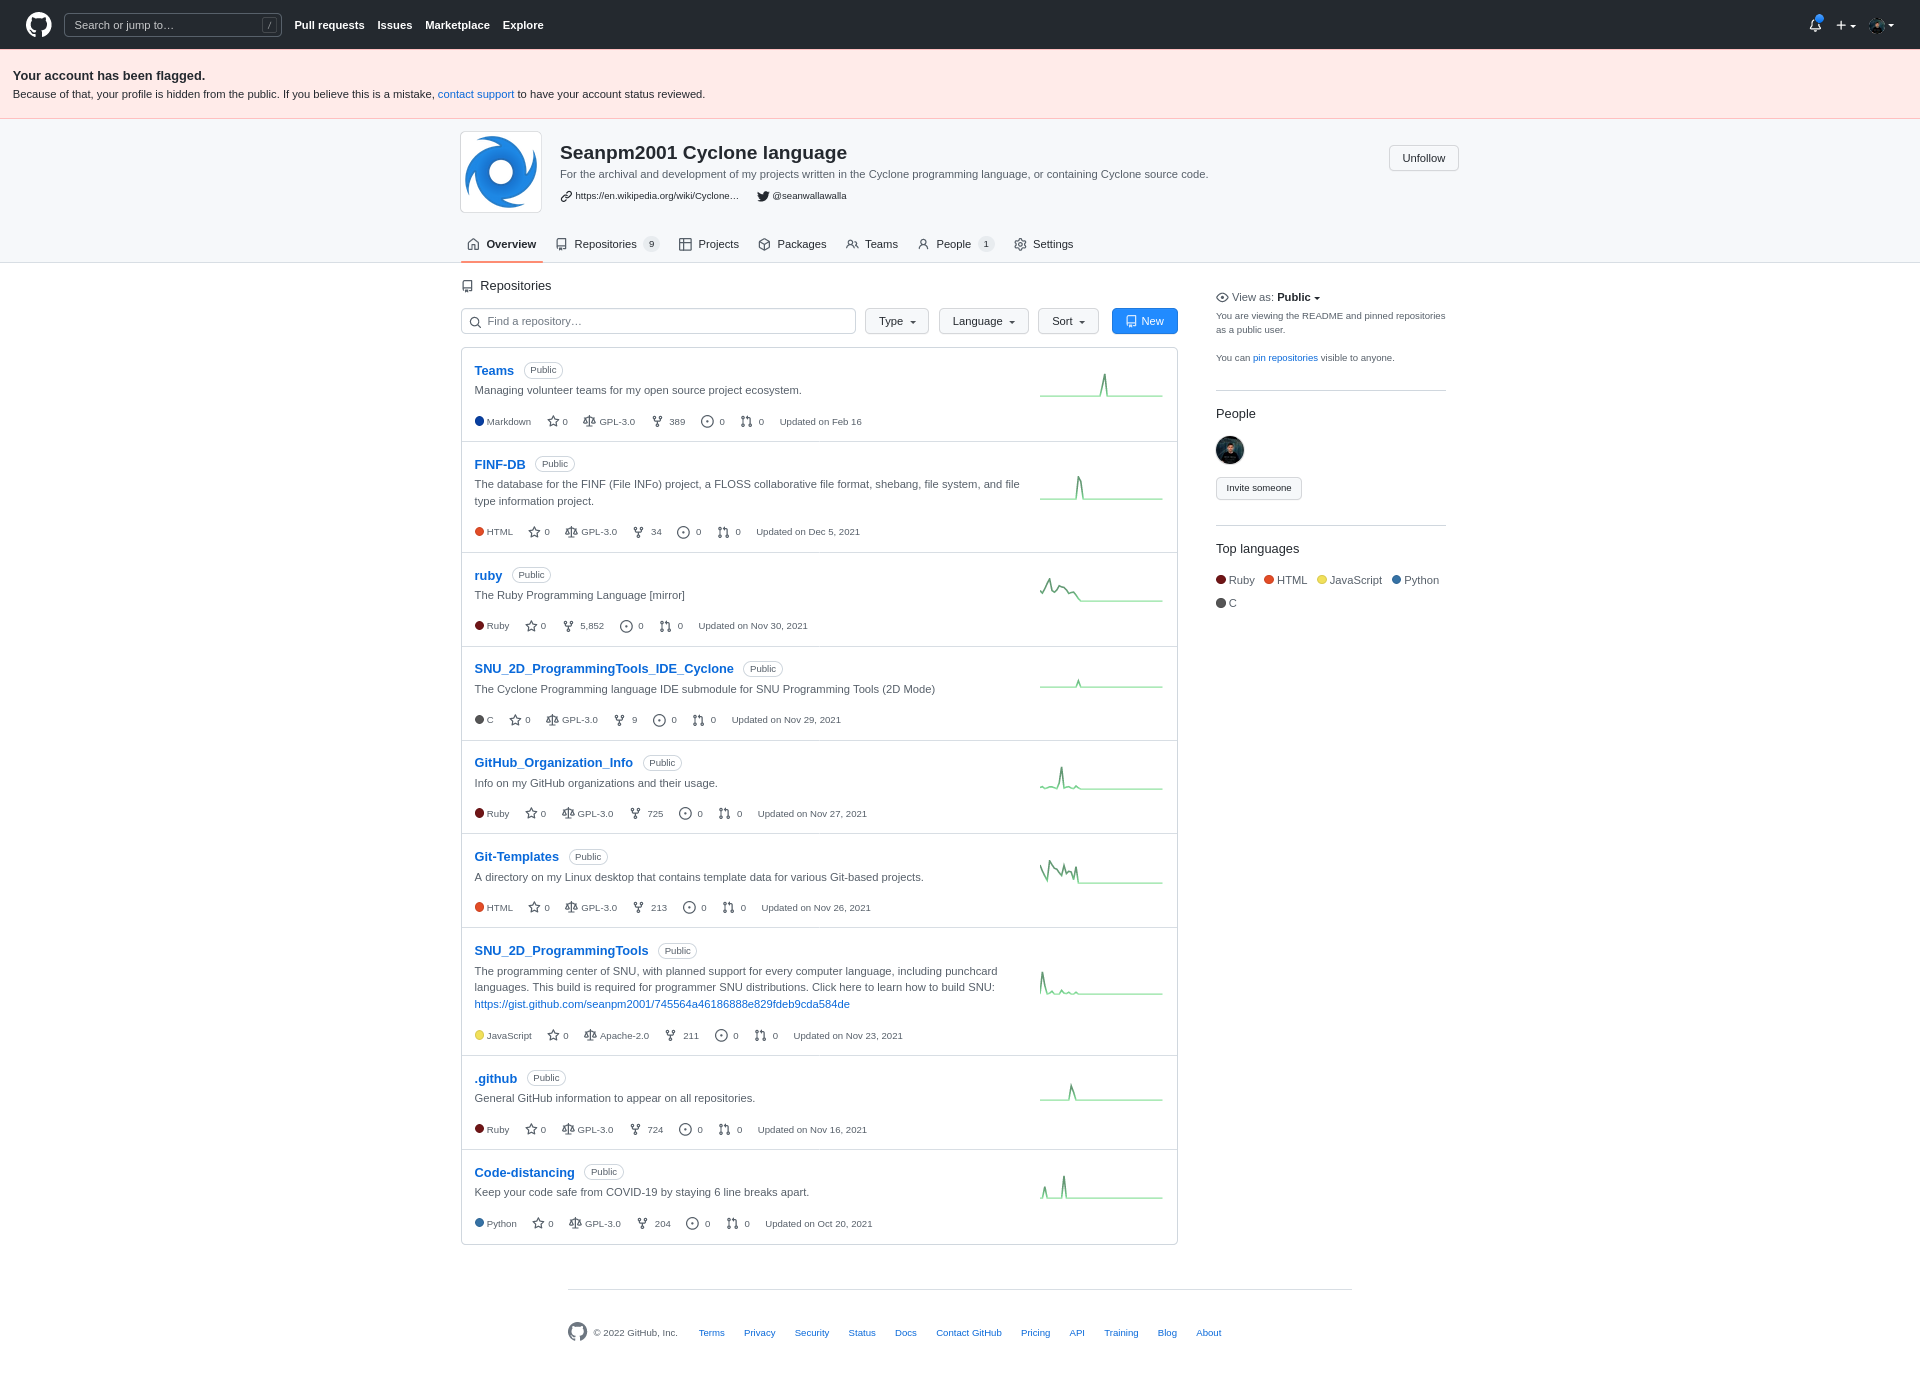 Search or jump to… /
Pull requests Issues Marketplace Explore
Your account has been flagged.
Because of that, your profile is hidden from the public. If you believe this is a mistake, contact support to have your account status reviewed.
Seanpm2001 Cyclone language
Unfollow
For the archival and development of my projects written in the Cyclone programming language, or containing Cyclone source code.
https://en.wikipedia.org/wiki/Cyclone… @seanwallawalla
Overview Repositories 9 Projects Packages Teams People 1 Settings
Repositories
Find a repository… Type Language Sort New
Teams Public
Managing volunteer teams for my open source project ecosystem.
Markdown 0 GPL-3.0 389 0 0 Updated on Feb 16
FINF-DB Public
The database for the FINF (File INFo) project, a FLOSS collaborative file format, shebang, file system, and file
type information project.
HTML 0 GPL-3.0 34 0 0 Updated on Dec 5, 2021
ruby Public
The Ruby Programming Language [mirror]
Ruby 0 5,852 0 0 Updated on Nov 30, 2021
SNU_2D_ProgrammingTools_IDE_Cyclone Public
The Cyclone Programming language IDE submodule for SNU Programming Tools (2D Mode)
C 0 GPL-3.0 9 0 0 Updated on Nov 29, 2021
GitHub_Organization_Info Public
Info on my GitHub organizations and their usage.
Ruby 0 GPL-3.0 725 0 0 Updated on Nov 27, 2021
Git-Templates Public
A directory on my Linux desktop that contains template data for various Git-based projects.
HTML 0 GPL-3.0 213 0 0 Updated on Nov 26, 2021
SNU_2D_ProgrammingTools Public
The programming center of SNU, with planned support for every computer language, including punchcard
languages. This build is required for programmer SNU distributions. Click here to learn how to build SNU:
https://gist.github.com/seanpm2001/745564a46186888e829fdeb9cda584de
JavaScript 0 Apache-2.0 211 0 0 Updated on Nov 23, 2021
.github Public
General GitHub information to appear on all repositories.
Ruby 0 GPL-3.0 724 0 0 Updated on Nov 16, 2021
Code-distancing Public
Keep your code safe from COVID-19 by staying 6 line breaks apart.
Python 0 GPL-3.0 204 0 0 Updated on Oct 20, 2021
View as: Public
You are viewing the README and pinned repositories
as a public user.
You can pin repositories visible to anyone.
People
Invite someone
Top languages
Ruby HTML JavaScript Python
C
© 2022 GitHub, Inc. Terms Privacy Security Status Docs Contact GitHub Pricing API Training Blog About